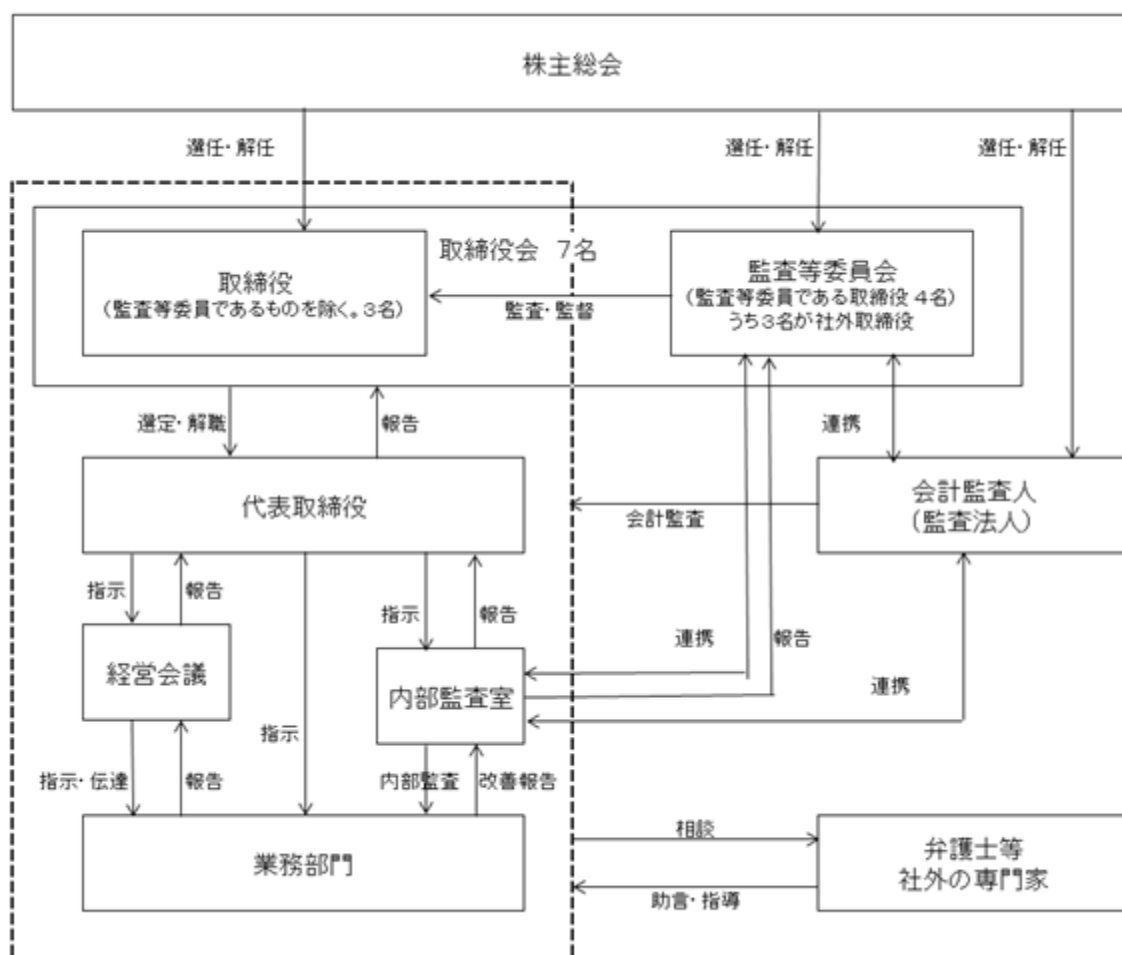 株主総会
選任・解任
選任・解任
選任・解任
取締役会 7名
取締役
(監査等委員であるものを除く。3名)
監査・監督
監査等委員会
(監査等委員である取締役 4名)
うち3名が社外取締役
選定・解職
報告
連携
代表取締役
会計監査
会計監査人
(監査法人)
指示
報告
指示
報告
連携
報告
経営会議
内部監査室
連携
指示
指示・伝達
報告
内部監査
改善報告
業務部門
相談
助言・指導
弁護士等
社外の専門家